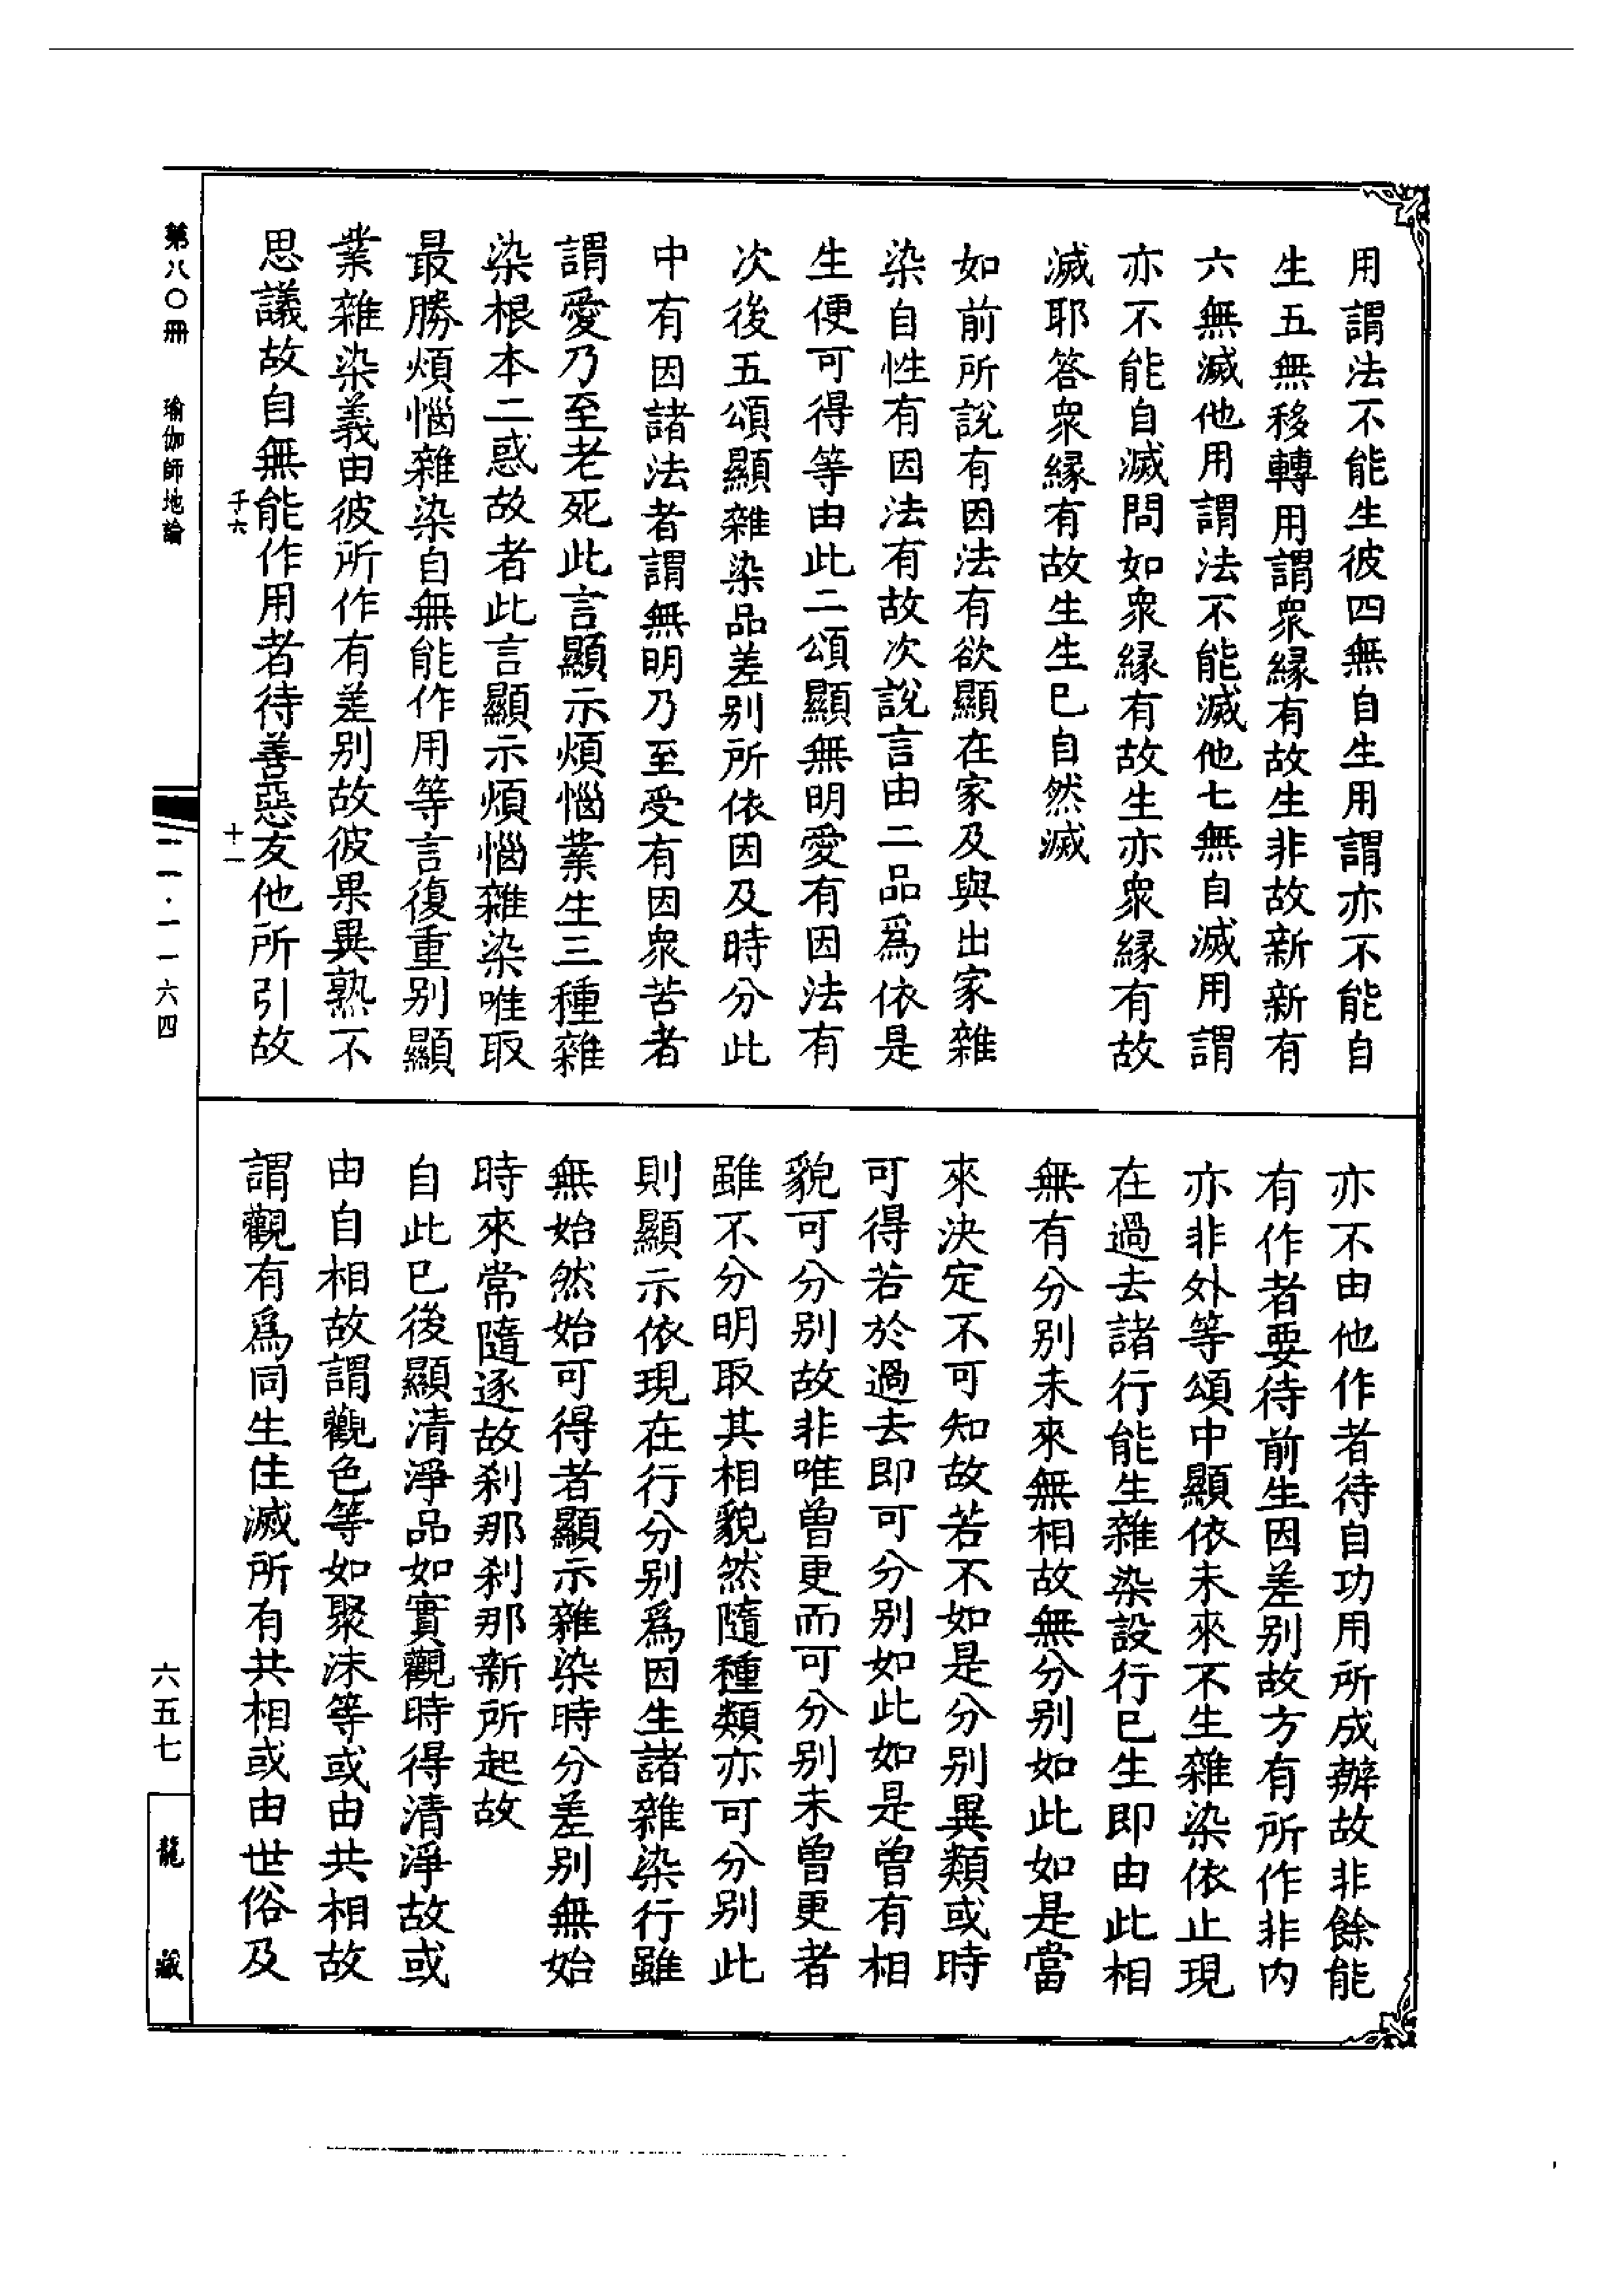 用謂法不能生彼四無自生用謂亦不能自
生五無移轉用謂衆緣有故生非故新新有
六無滅他用謂法不能滅他七無自滅用謂
亦不能自滅問如衆緣有故生亦衆緣有故
滅耶答衆緣有故生生已自然滅
如前所說有因法有欲顯在家及與出家雜
染自性有因法有故次說言由二品爲依是
生便可得等由此二頌顯無明愛有因法有
次後五頌顯雜染品差别所依因及時分此
中有因諸法者謂無明乃至受有因衆苦者
謂愛乃至老死此言顯示煩惱業生三種雜
染根本二惑故者此言顯示煩惱雜染唯取
最勝煩惱雜染自無能作用等言復重别顯
業雜染義由彼所作有差别故彼果異熟不
思議故自無能作用者待善惡友他所引故
亦不由他作者待自功用所成辦故非餘能
有作者要待前生因差别故方有所作非内
亦非外等頌中顯依未來不生雜染依止現
在過去諸行能生雜染設行已生即由此相
無有分别未來無相故無分别如此如是當
來決定不可知故若不如是分别異類或時
可得若於過去即可分别如此如是曾有相
貌可分别故非唯曾更而可分别未曾更者
雖不分明取其相貌然隨種類亦可分别此
則顯示依現在行分别爲因生諸雜染行雖
無始然始可得者顯示雜染時分差别無始
時來常隨逐故刹那刹那新所起故
自此已後顯清淨品如實觀時得清淨故或
由自相故謂觀色等如聚沫等或由共相故
謂觀有爲同生住滅所有共相或由世俗及
第八〇冊 瑜伽師地論
千六
十一
二一·一一六四
六五七
龍藏